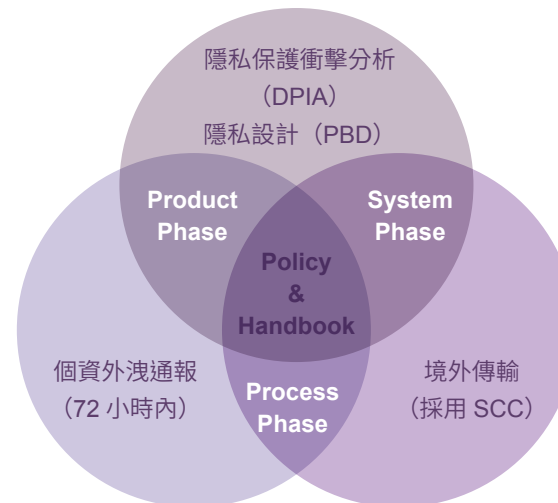 隱私保護衝擊分析
（DPIA）
隱私設計（PBD）
Product
Phase
System
Phase
Policy
&
Handbook
個資外洩通報
（72 小時內）
Process
Phase
境外傳輸
（採用 SCC）